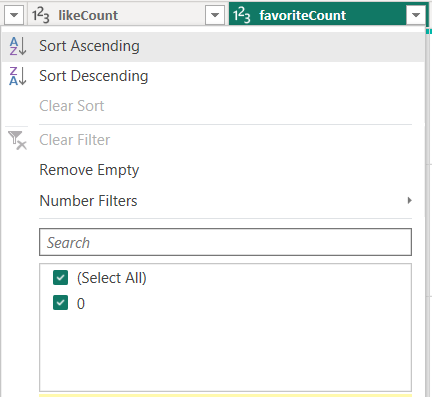 1²3 likeCount 1²3 favoriteCount
A Z Sort Ascending
Z A Sort Descending
Clear Sort
Clear Filter
Remove Empty
Number Filters
Search
(Select All)
0